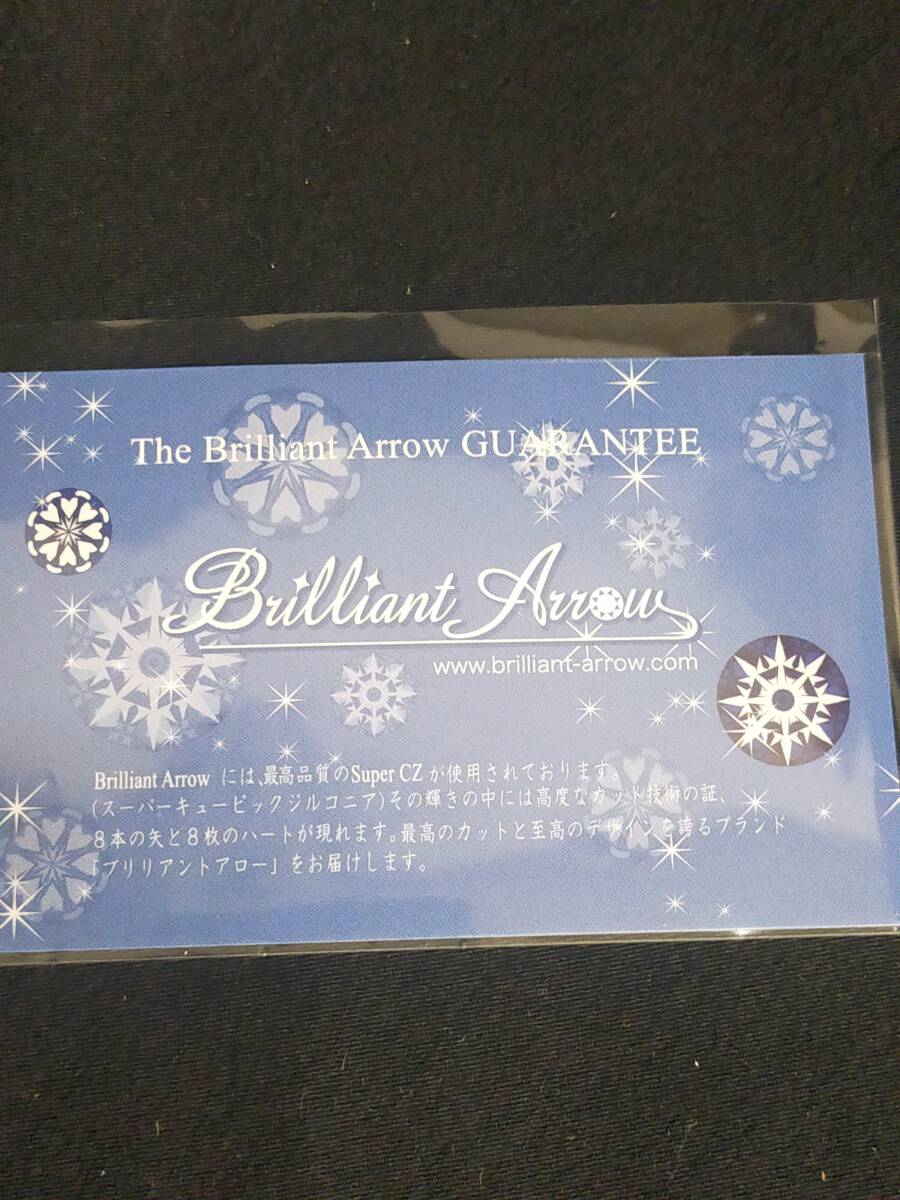 The Brilliant Arrow GUARANTEE
Brilliant Arrow
www.brilliant-arrow.com
Brilliant Arrow には、最高品質のSuper CZ が使用されております。
(スーパーキュービックジルコニア)その輝きの中には高度なカット技術の証、
8本の矢と8枚のハートが現れます。最高のカットと至高のデザインを誇るブランド
「ブリリアントアロー」をお届けします。